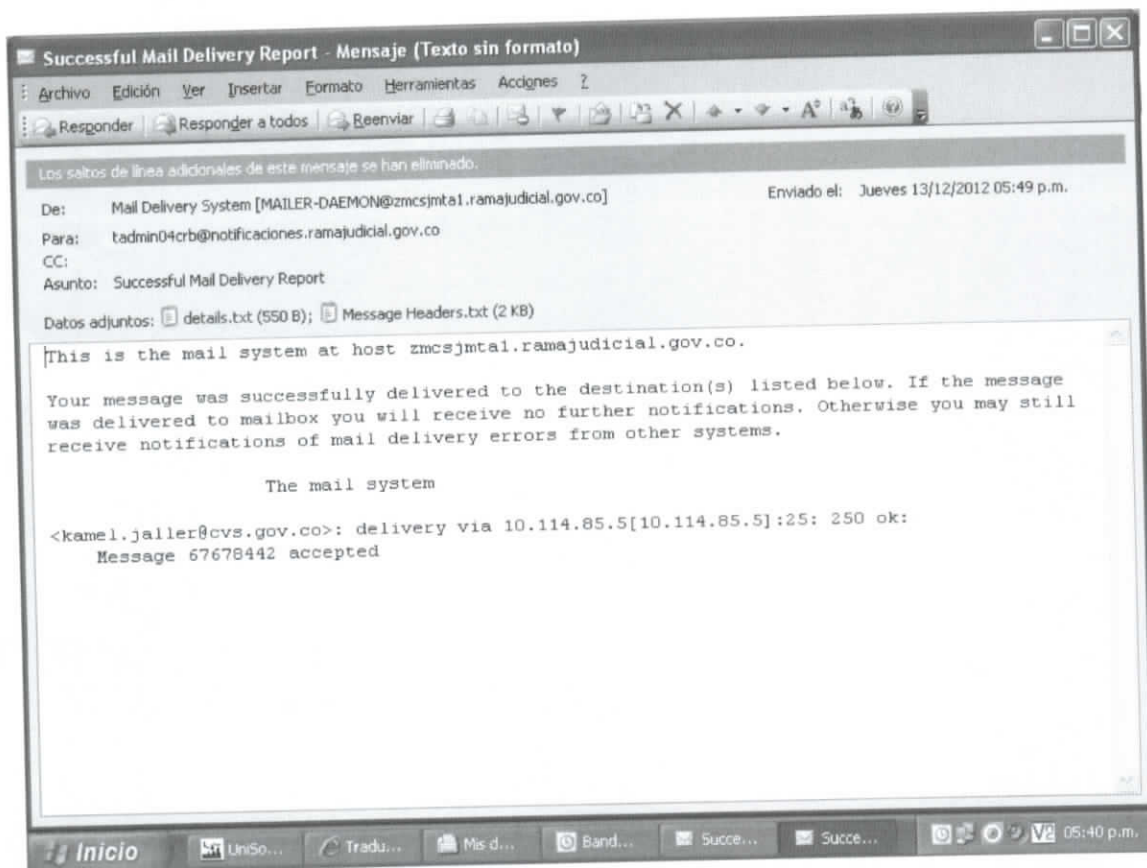 Successful Mail Delivery Report - Mensaje (Texto sin formato)
Archivo Edición Ver Insertar Formato Herramientas Acciones ?
Responder Responder a todos Reenviar
Los saltos de línea adicionales de este mensaje se han eliminado.
De: Mail Delivery System [MAILER-DAEMON@zmcsjmta1.ramajudicial.gov.co] Enviado el: Jueves 13/12/2012 05:49 p.m.
Para: tadmin04crb@notificaciones.ramajudicial.gov.co
CC:
Asunto: Successful Mail Delivery Report
Datos adjuntos: details.txt (550 B); Message Headers.txt (2 KB)
This is the mail system at host zmcsjmta1.ramajudicial.gov.co.
Your message was successfully delivered to the destination(s) listed below. If the message
was delivered to mailbox you will receive no further notifications. Otherwise you may still
receive notifications of mail delivery errors from other systems.
The mail system
<kamel.jaller@cvs.gov.co>: delivery via 10.114.85.5[10.114.85.5]:25: 250 ok:
Message 67678442 accepted
Inicio UniSo... Tradu... Mis d... Band... Succe... Succe... V2 05:40 p.m.